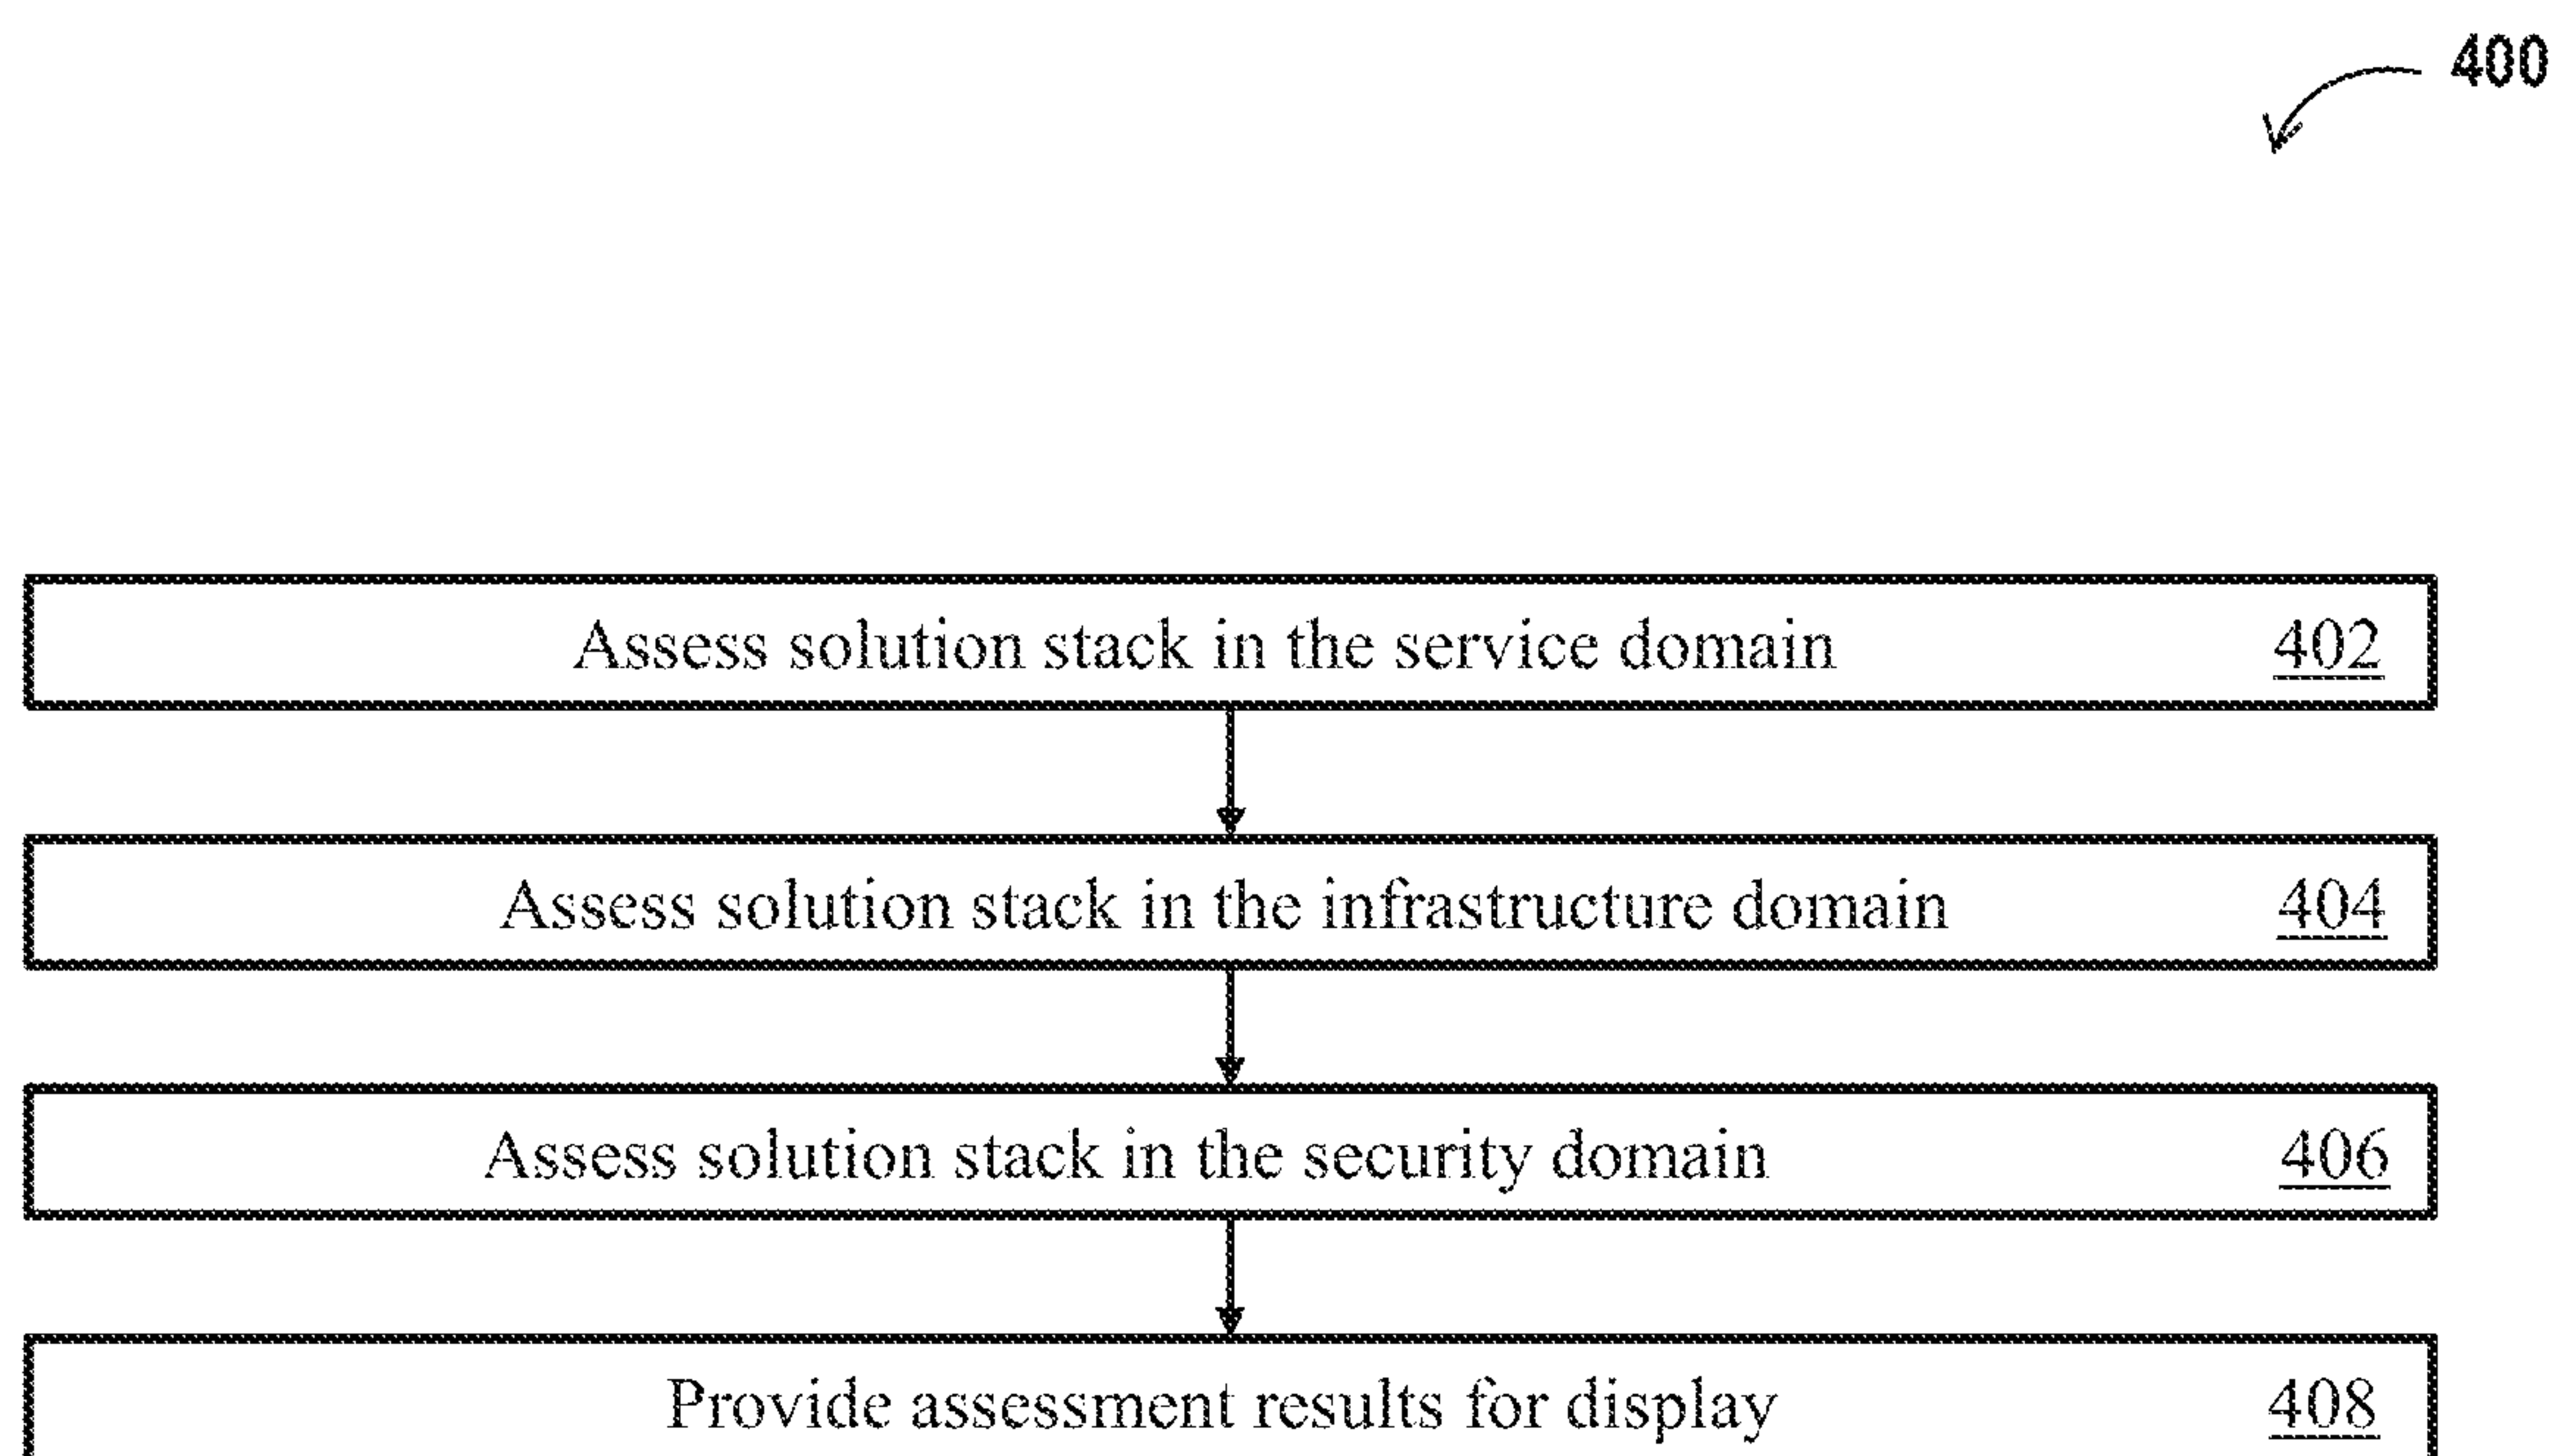 400
Assess solution stack in the service domain 402
Assess solution stack in the infrastructure domain 404
Assess solution stack in the security domain 406
Provide assessment results for display 408